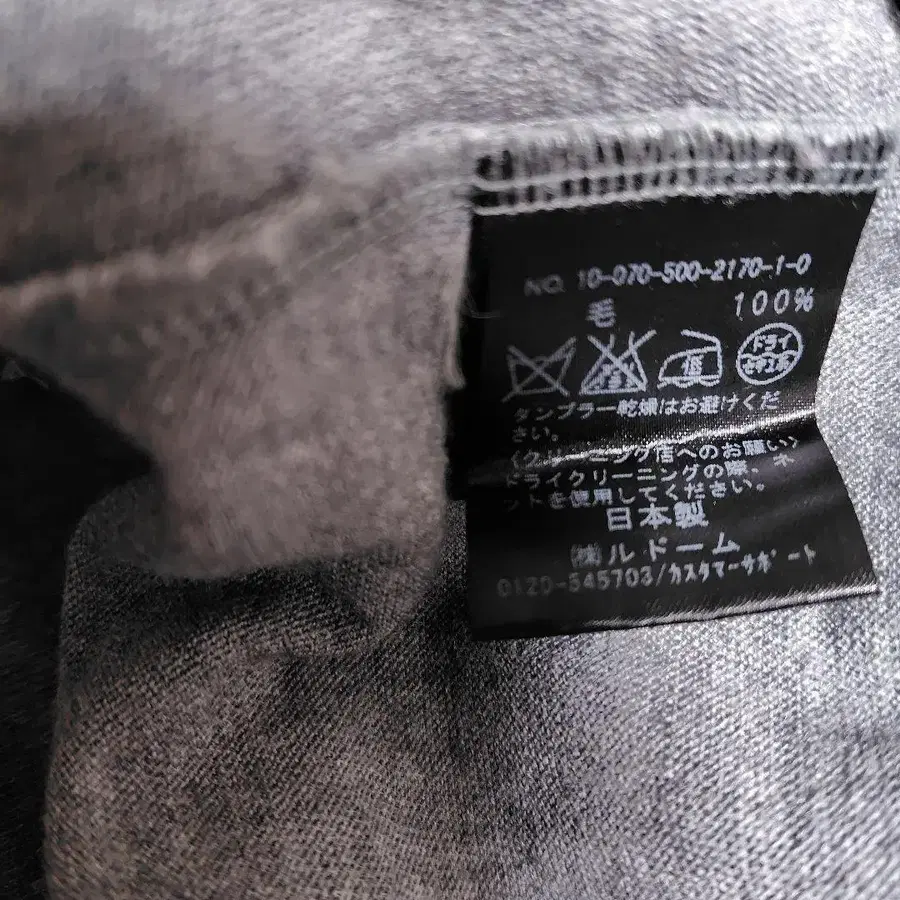 NO. 10-070-500-2170-1-0
毛 100%
ドライ
セキユ系
タンブラー乾燥はお避けくだ
さい。
〈クリーニング店へのお願い〉
ドライクリーニングの際、ネ
ットを使用してください。
日本製
㈱ルドーム
0120-545703/カスタマーサポート